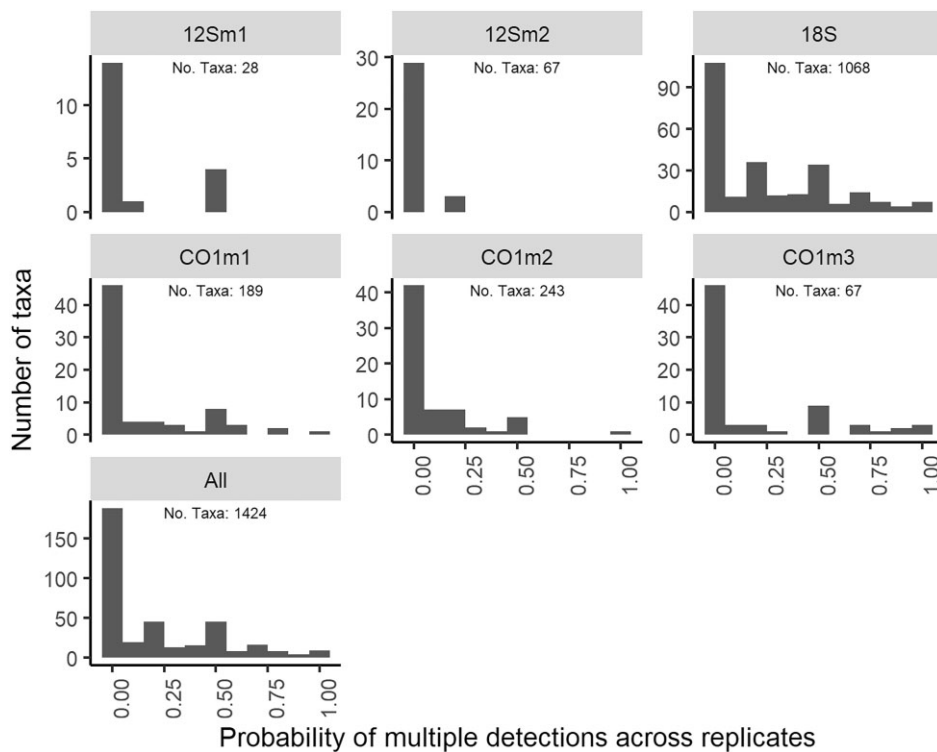 12Sm1
No. Taxa: 28
10
5
0
12Sm2
No. Taxa: 67
30
20
10
0
18S
No. Taxa: 1068
90
60
30
0
Number of taxa
CO1m1
No. Taxa: 189
40
30
20
10
0
CO1m2
No. Taxa: 243
40
30
20
10
0
0.00
0.25
0.50
0.75
1.00
CO1m3
No. Taxa: 67
40
30
20
10
0
0.00
0.25
0.50
0.75
1.00
All
No. Taxa: 1424
150
100
50
0
0.00
0.25
0.50
0.75
1.00
Probability of multiple detections across replicates